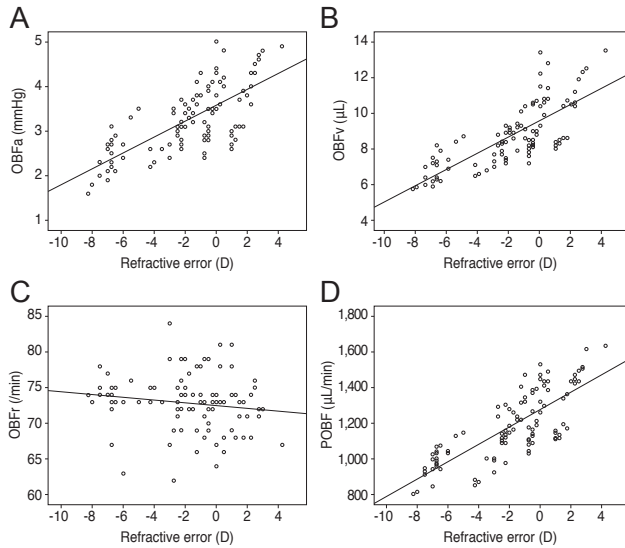 A
B
5
4
3
2
1
OBFa (mmHg)
-10 -8 -6 -4 -2 0 2 4
Refractive error (D)
14
12
10
8
6
4
OBFv (µL)
-10 -8 -6 -4 -2 0 2 4
Refractive error (D)
C
D
85
80
75
70
65
60
OBFr (/min)
-10 -8 -6 -4 -2 0 2 4
Refractive error (D)
1,800
1,600
1,400
1,200
1,000
800
POBF (µL/min)
-10 -8 -6 -4 -2 0 2 4
Refractive error (D)